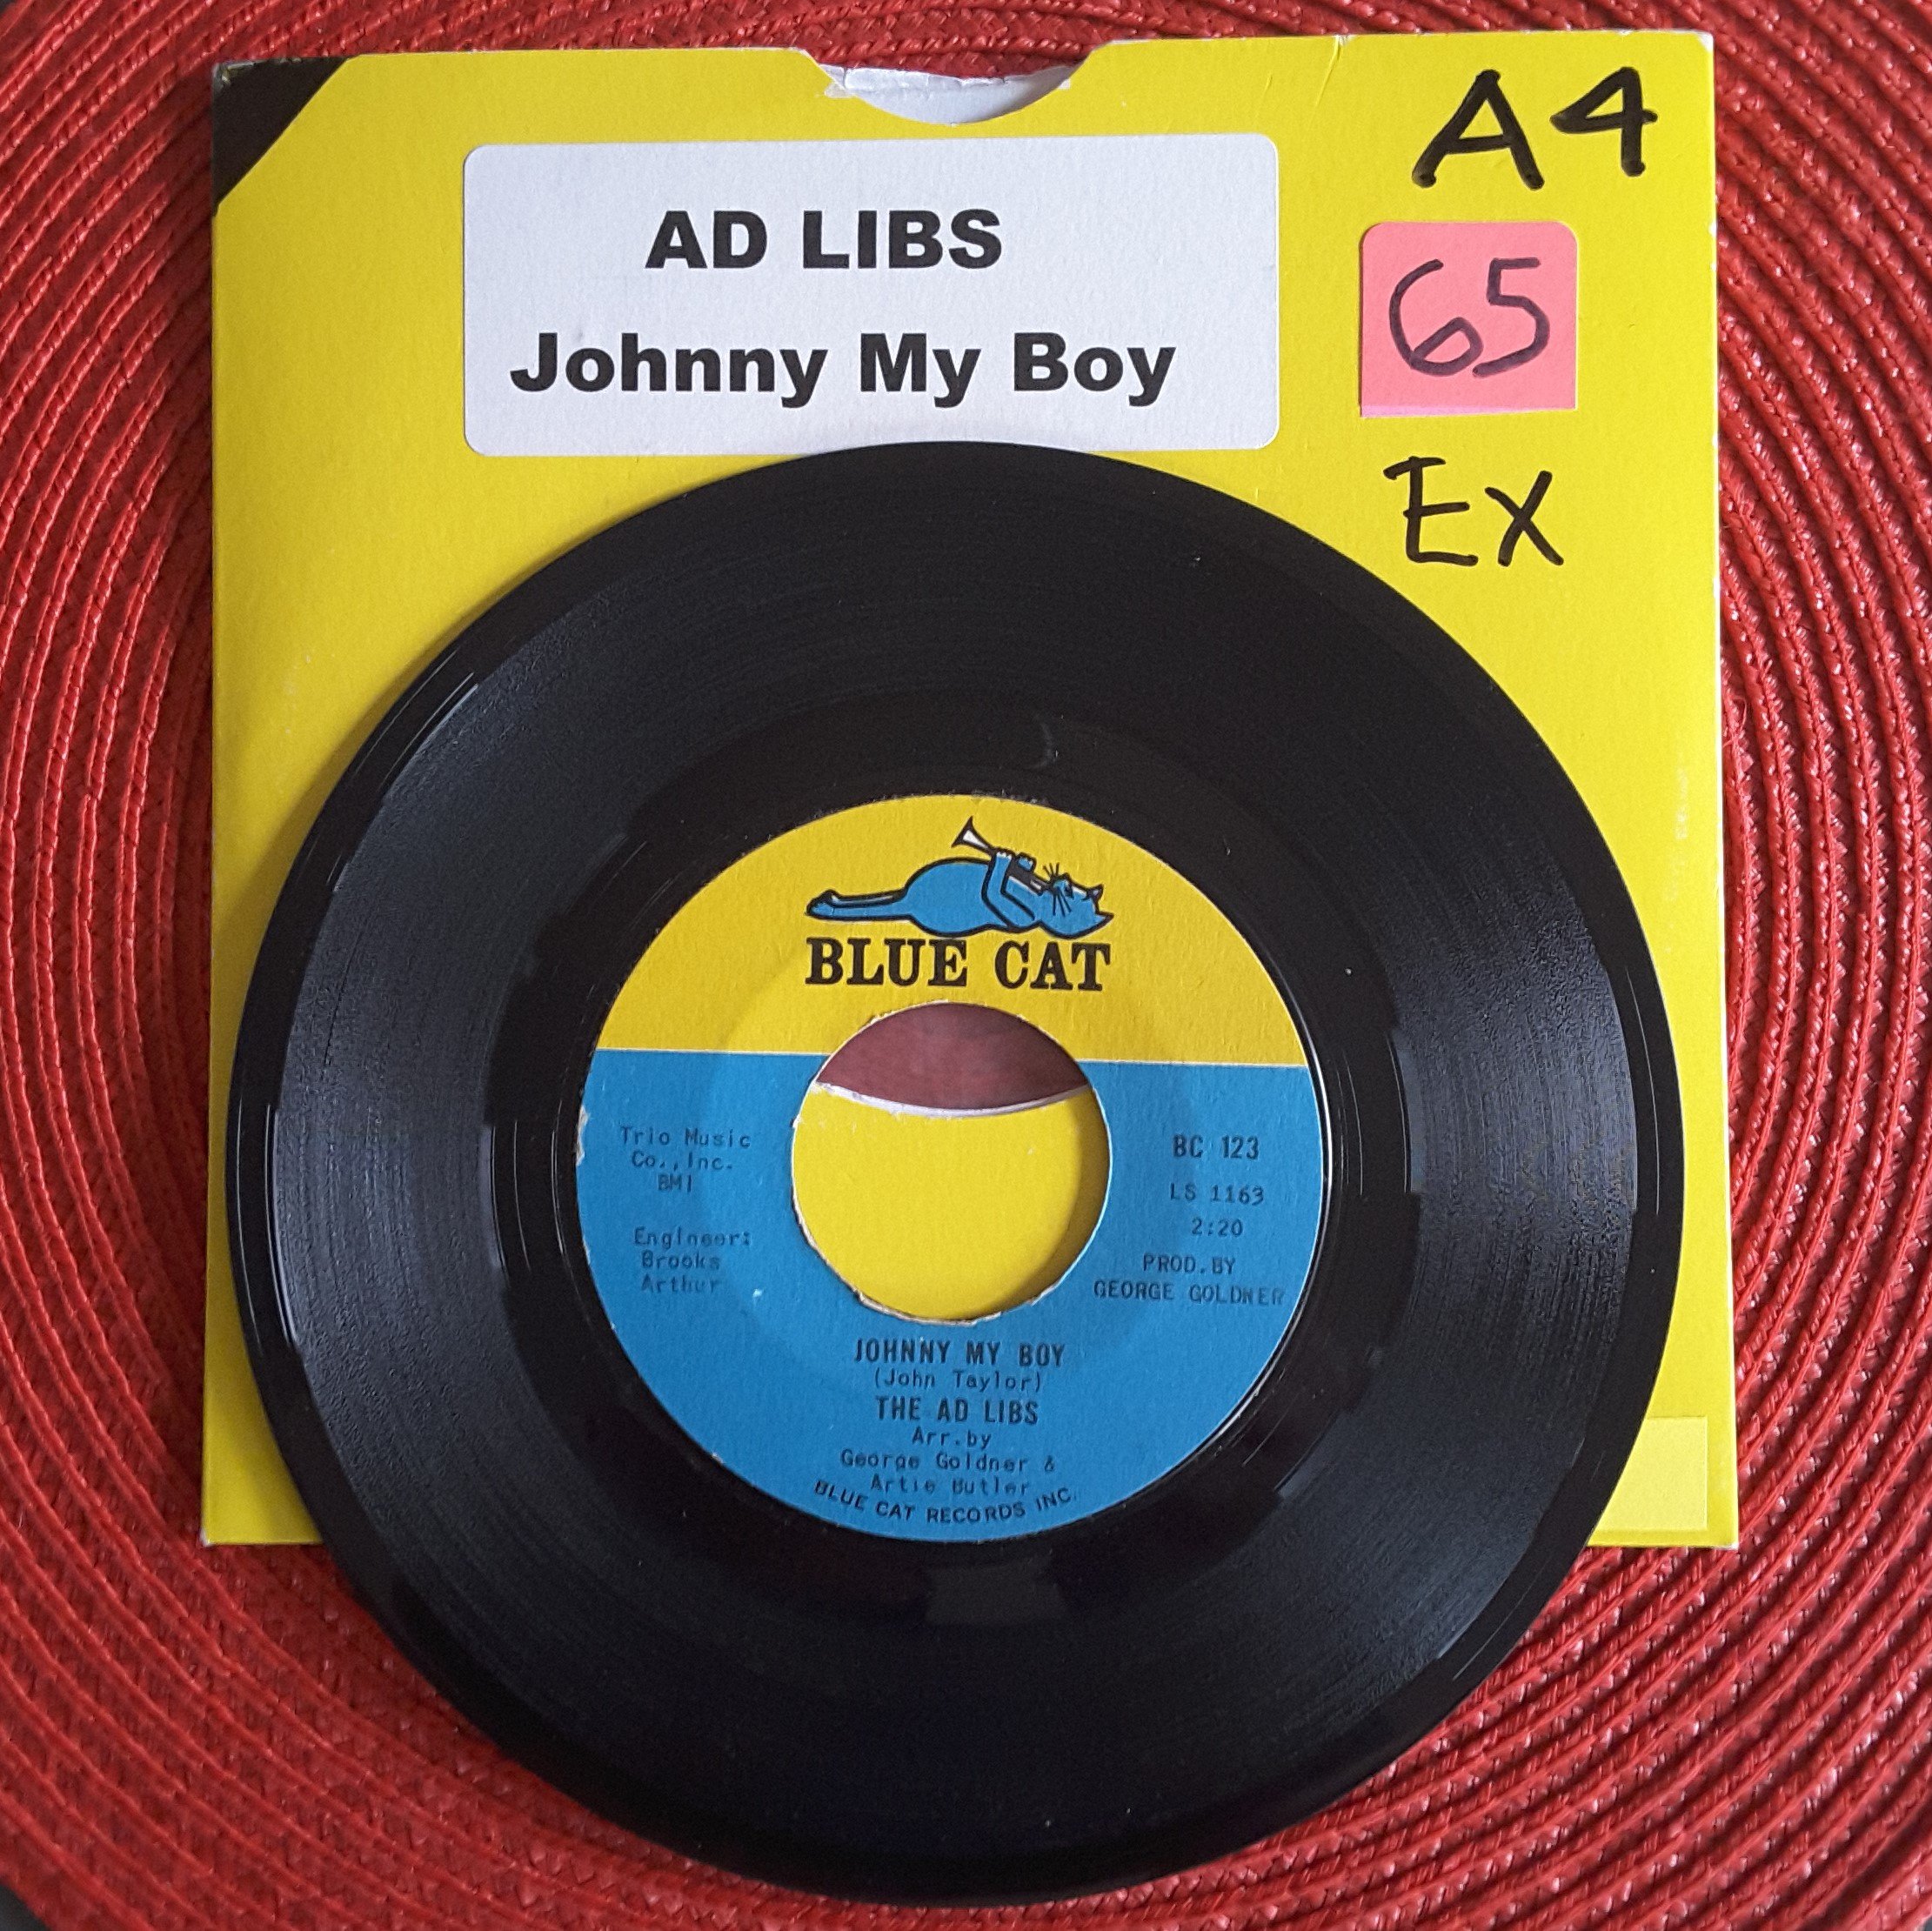 A4
AD LIBS
Johnny My Boy
65
EX
BLUE CAT
Trio Music
Co., Inc.
BMI
Engineer:
Brooks
Arthur
BC 123
LS 1163
2:20
PROD. BY
GEORGE GOLDNER
JOHNNY MY BOY
(John Taylor)
THE AD LIBS
Arr. by
George Goldner &
Artie Butler
BLUE CAT RECORDS INC.